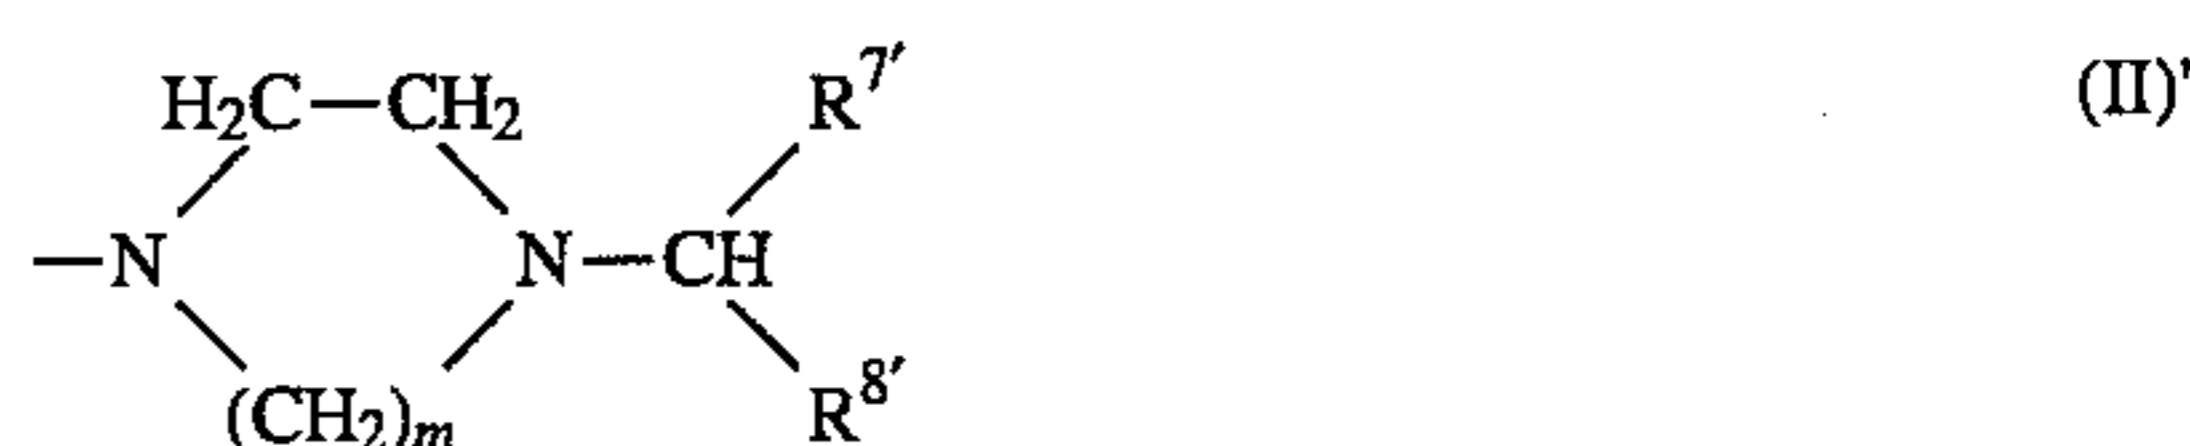 H₂C—CH₂ R⁷′ (II)'
—N N—CH
(CH₂)ₘ R⁸′